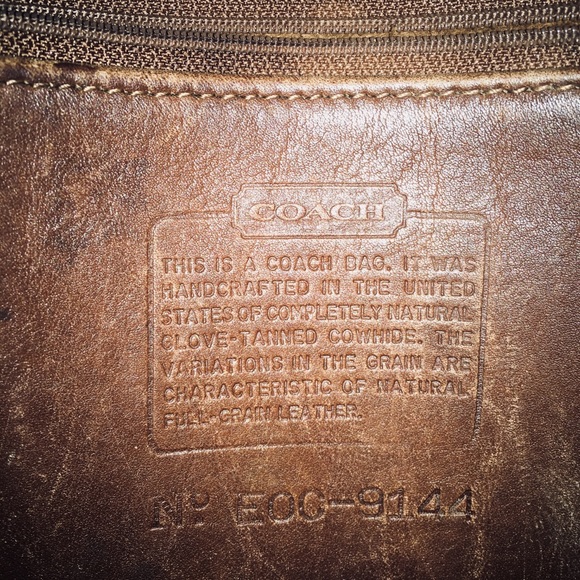 COACH
THIS IS A COACH BAG. IT WAS
HANDCRAFTED IN THE UNITED
STATES OF COMPLETELY NATURAL
GLOVE-TANNED COWHIDE. THE
VARIATIONS IN THE GRAIN ARE
CHARACTERISTIC OF NATURAL
FULL-GRAIN LEATHER.
Nº EOC-9144